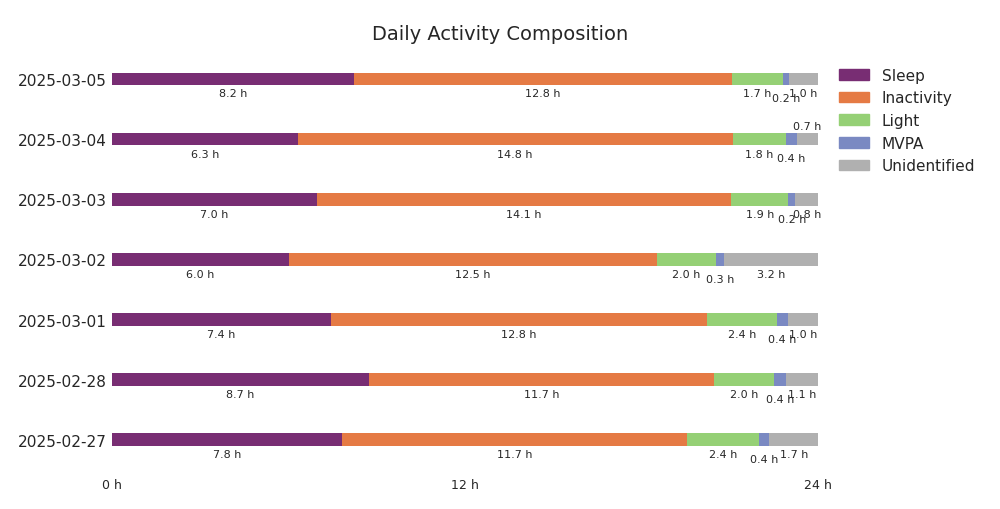 Daily Activity Composition
2025-03-05
8.2 h 12.8 h 1.7 h 0.2 h 1.0 h
2025-03-04
6.3 h 14.8 h 1.8 h 0.4 h 0.7 h
2025-03-03
7.0 h 14.1 h 1.9 h 0.2 h 0.8 h
2025-03-02
6.0 h 12.5 h 2.0 h 0.3 h 3.2 h
2025-03-01
7.4 h 12.8 h 2.4 h 0.4 h 1.0 h
2025-02-28
8.7 h 11.7 h 2.0 h 0.4 h 1.1 h
2025-02-27
7.8 h 11.7 h 2.4 h 0.4 h 1.7 h
0 h 12 h 24 h
Sleep
Inactivity
Light
MVPA
Unidentified